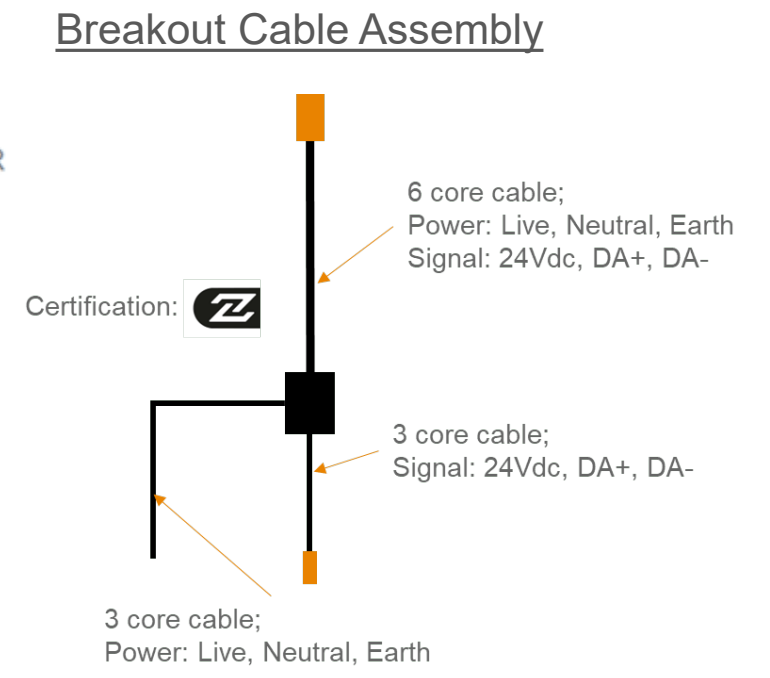 Breakout Cable Assembly
R
6 core cable;
Power: Live, Neutral, Earth
Signal: 24Vdc, DA+, DA-
Certification:
3 core cable;
Signal: 24Vdc, DA+, DA-
3 core cable;
Power: Live, Neutral, Earth